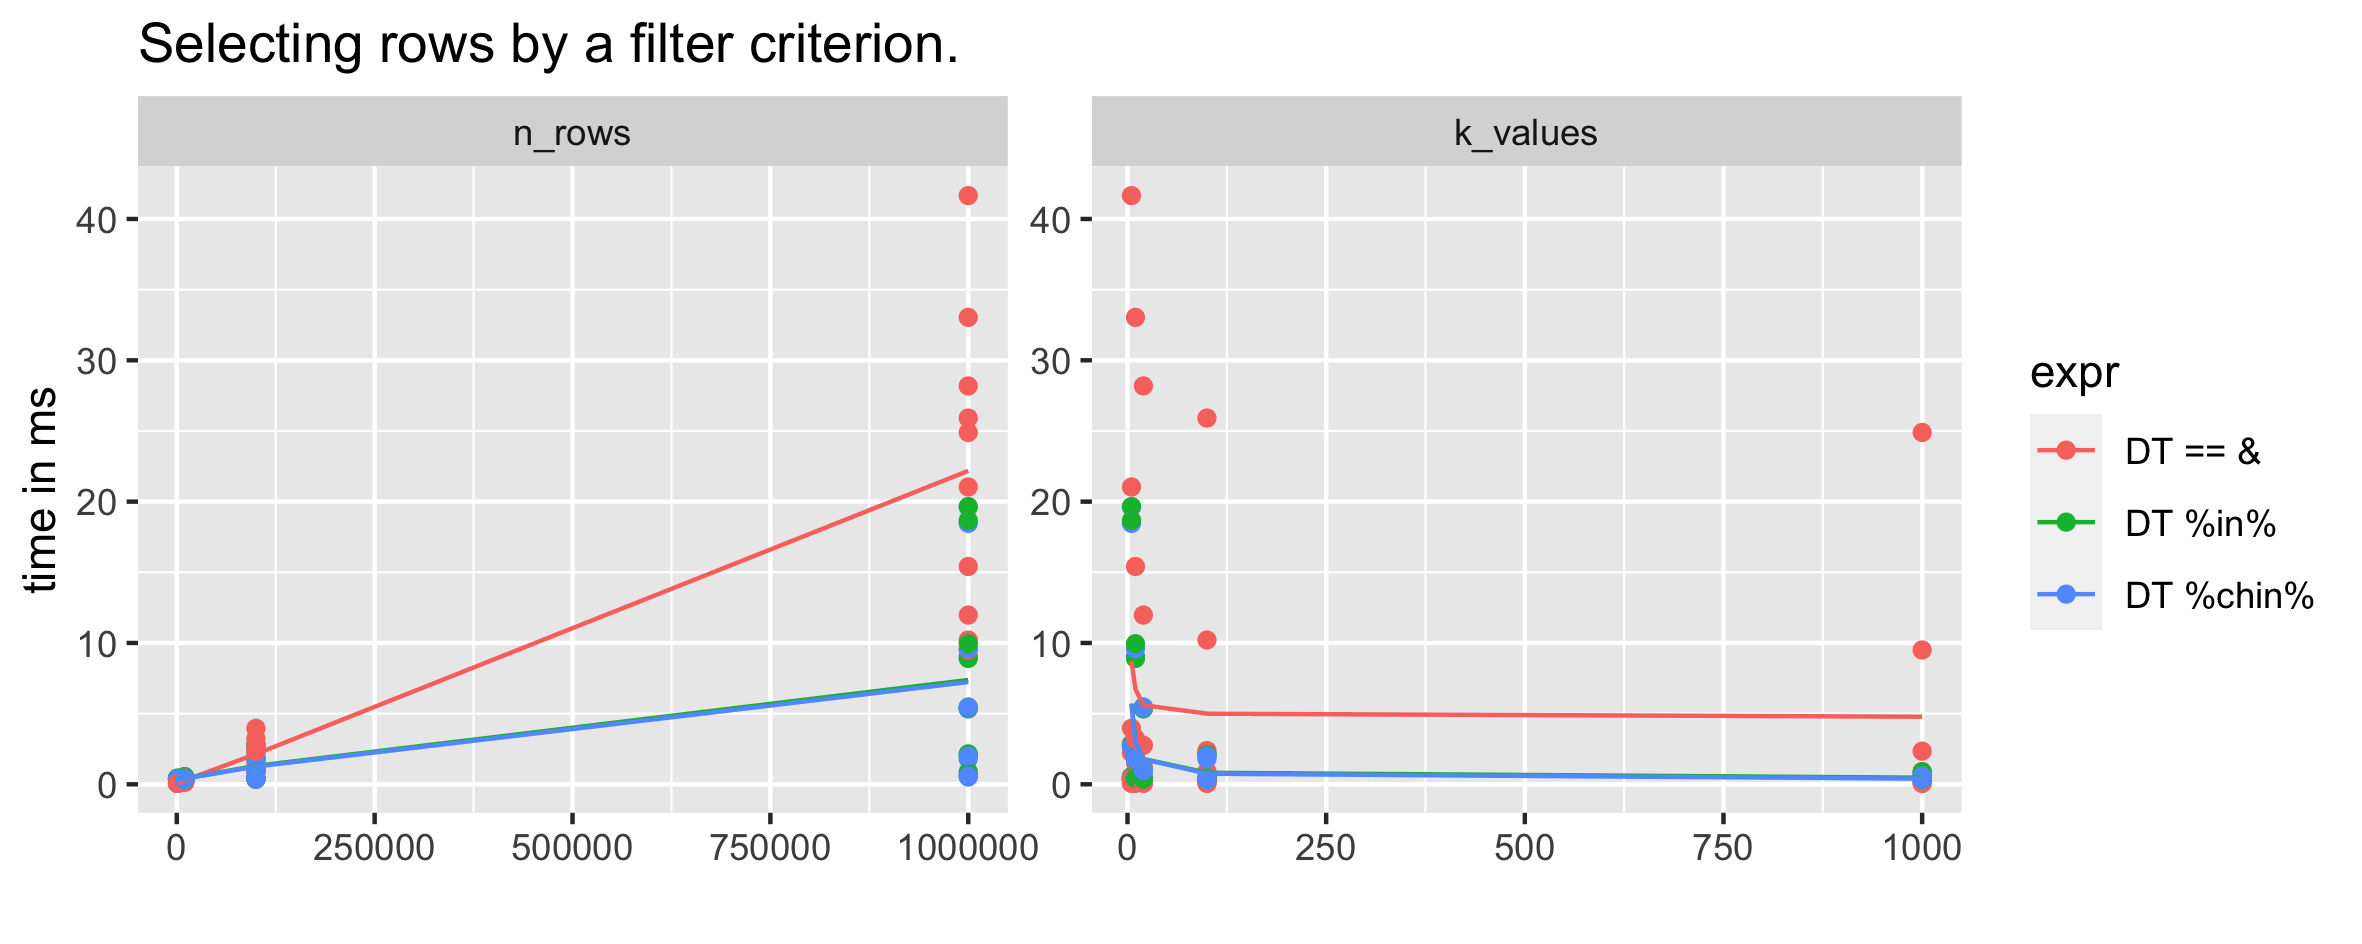 Selecting rows by a filter criterion.
n_rows
k_values
time in ms
40
30
20
10
0
0 250000 500000 750000 1000000
40
30
20
10
0
0 250 500 750 1000
expr
DT == &
DT %in%
DT %chin%